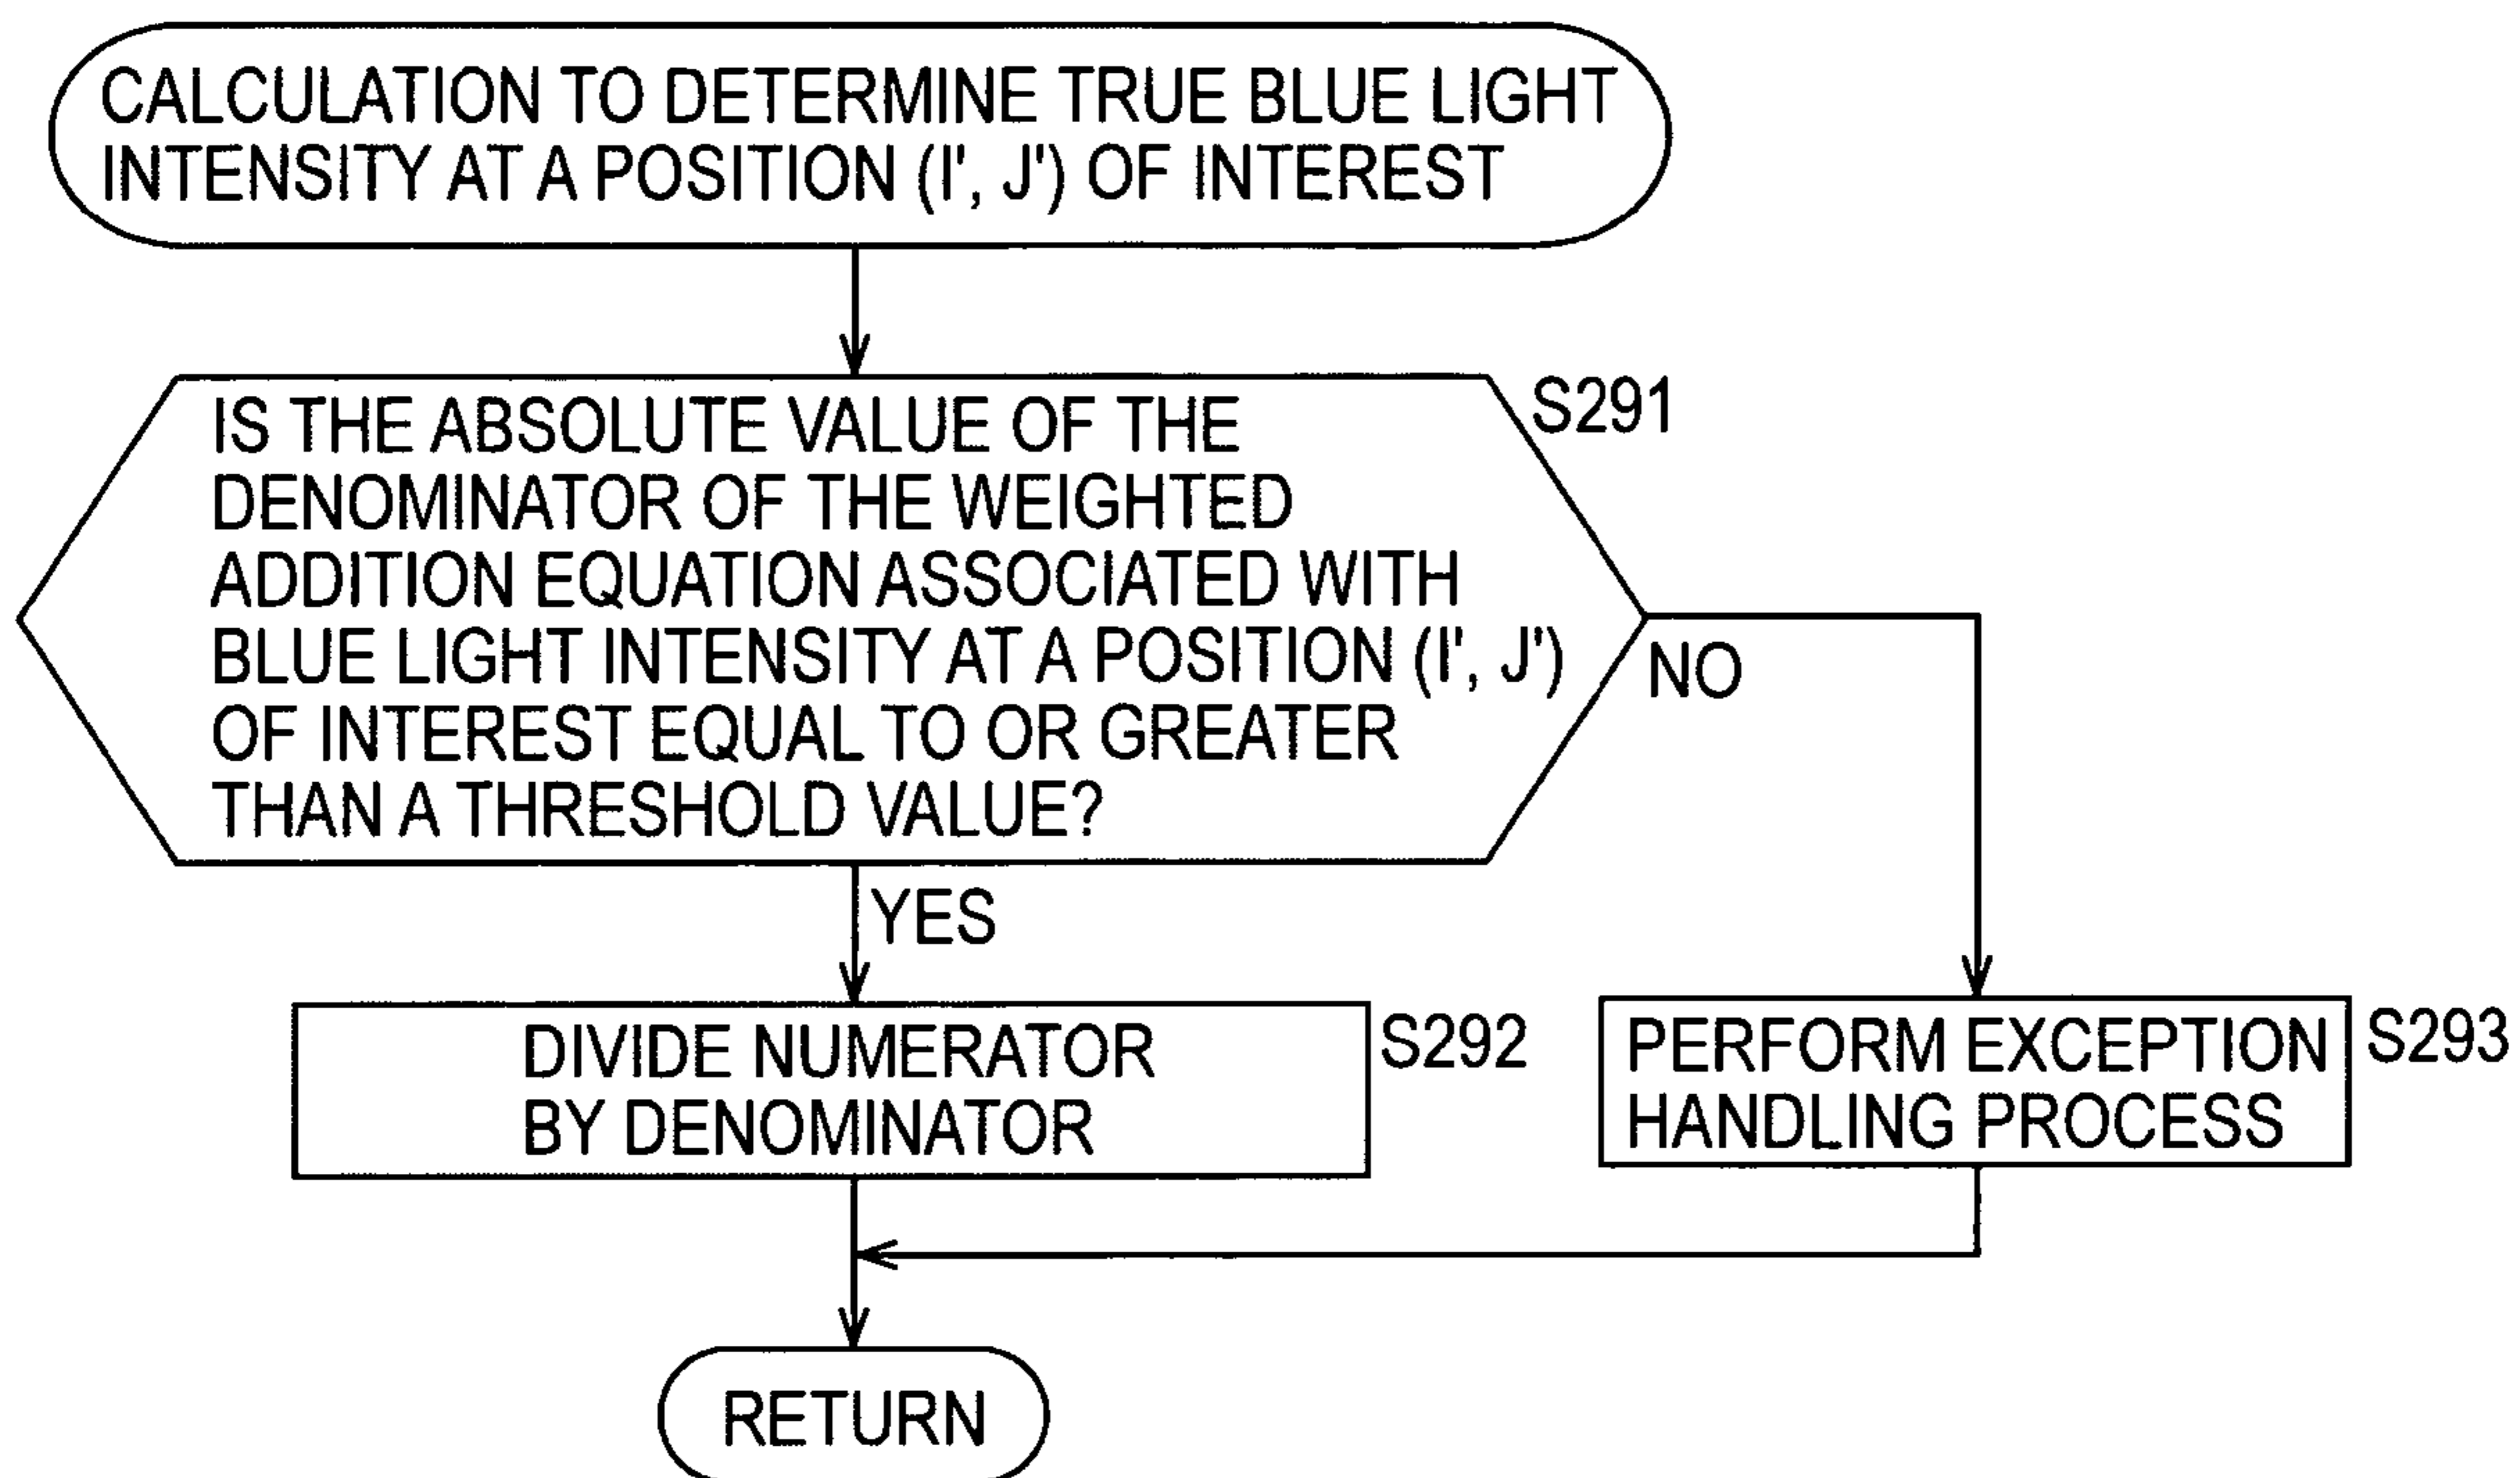 CALCULATION TO DETERMINE TRUE BLUE LIGHT
INTENSITY AT A POSITION (I', J') OF INTEREST
IS THE ABSOLUTE VALUE OF THE
DENOMINATOR OF THE WEIGHTED
ADDITION EQUATION ASSOCIATED WITH
BLUE LIGHT INTENSITY AT A POSITION (I', J')
OF INTEREST EQUAL TO OR GREATER
THAN A THRESHOLD VALUE?
S291
NO
YES
DIVIDE NUMERATOR
BY DENOMINATOR
S292
PERFORM EXCEPTION
HANDLING PROCESS
S293
RETURN